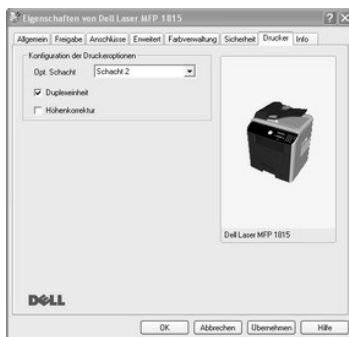 Eigenschaften von Dell Laser MFP 1815
Allgemein Freigabe Anschlüsse Erweitert Farbverwaltung Sicherheit Drucker Info
Konfiguration der Druckeroptionen
Opt. Schacht Schacht 2
Duplexeinheit
Höhenkorrektur
Dell Laser MFP 1815
DELL
OK Abbrechen Übernehmen Hilfe